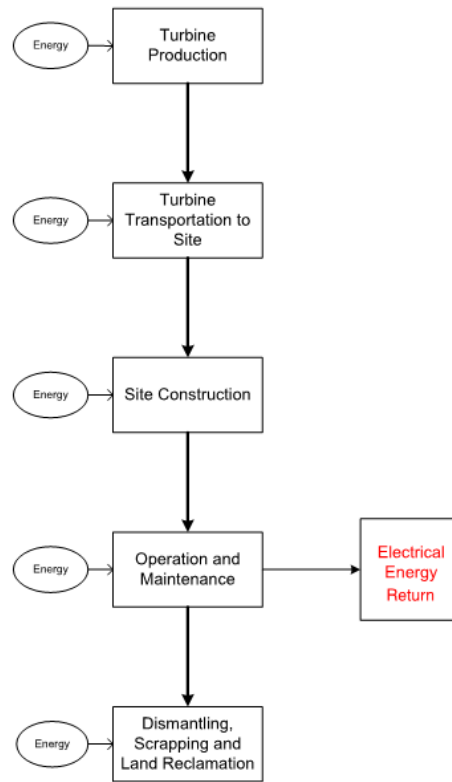 Energy
Turbine
Production
Energy
Turbine
Transportation to
Site
Energy
Site Construction
Energy
Operation and
Maintenance
Electrical
Energy
Return
Energy
Dismantling,
Scrapping and
Land Reclamation